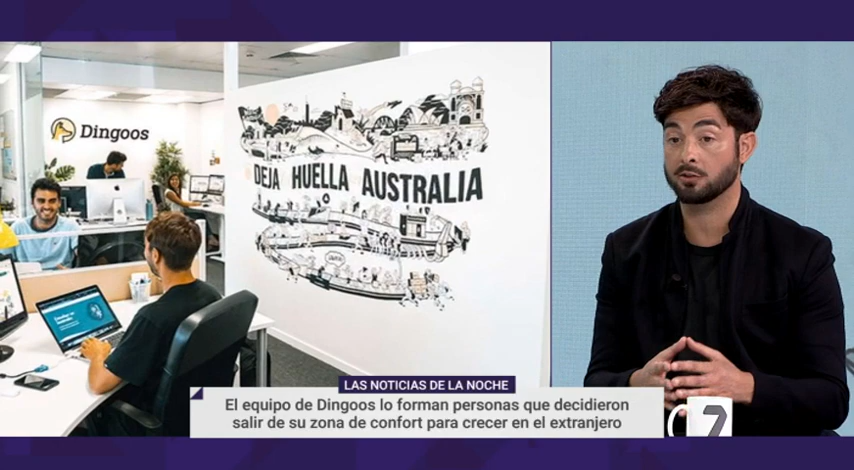 Dingoos
DEJA HUELLA AUSTRALIA
LAS NOTICIAS DE LA NOCHE
El equipo de Dingoos lo forman personas que decidieron
salir de su zona de confort para crecer en el extranjero
7